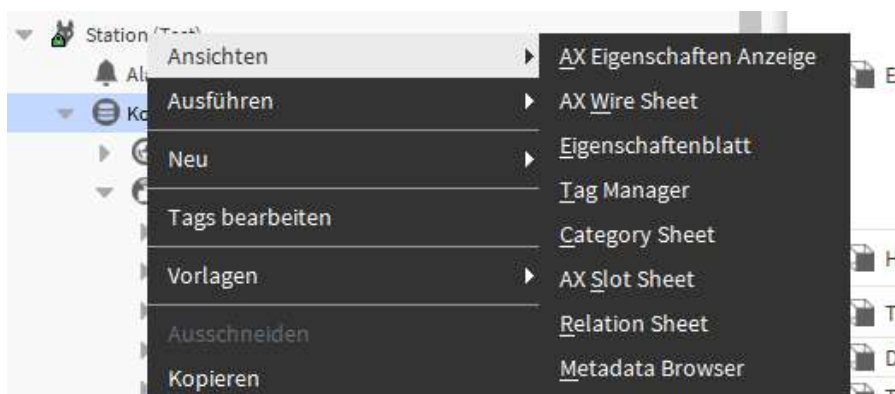 Station (Test)
Ansichten
AX Eigenschaften Anzeige
Ausführen
AX Wire Sheet
Eigenschaftenblatt
Neu
Tag Manager
Tags bearbeiten
Category Sheet
Vorlagen
AX Slot Sheet
Relation Sheet
Ausschneiden
Metadata Browser
Kopieren